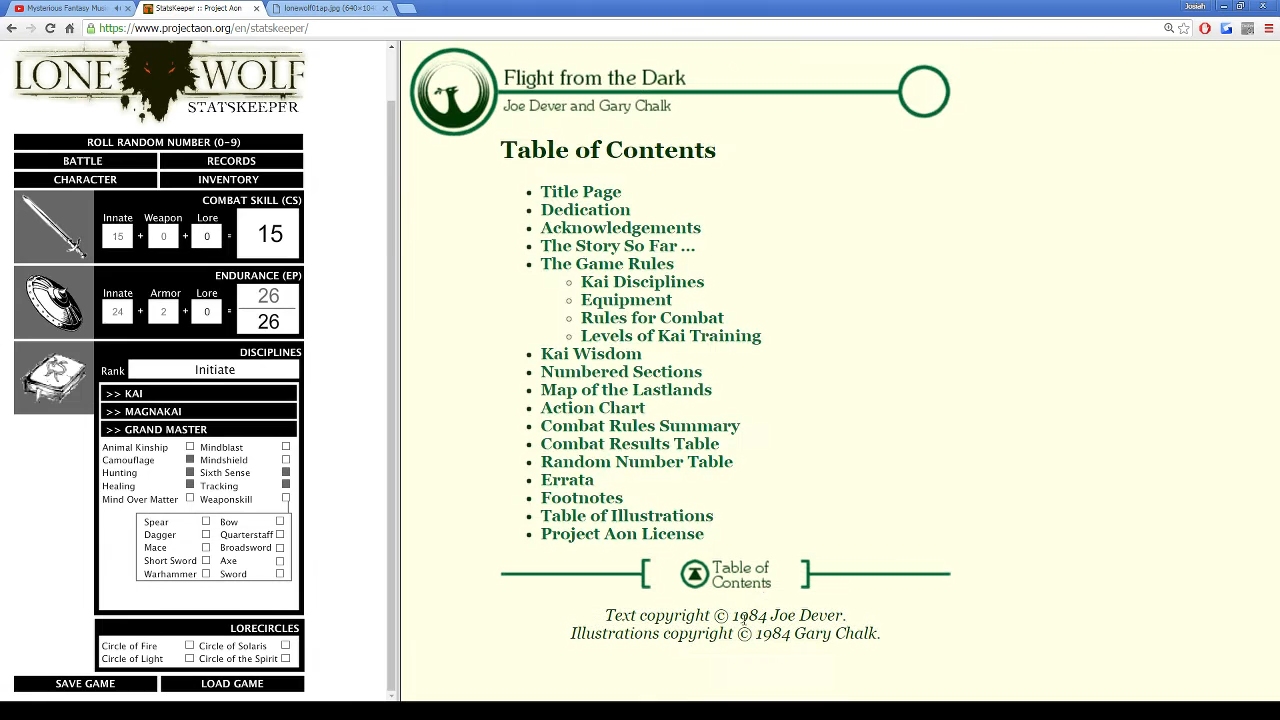 Mysterious Fantasy Music
StatsKeeper :: Project Aon
lonewolf01ap.jpg (640×10
Josiah
https://www.projectaon.org/en/statskeeper/
LONE WOLF
STATSKEEPER
ROLL RANDOM NUMBER (0-9)
BATTLE RECORDS
CHARACTER INVENTORY
COMBAT SKILL (CS)
Innate Weapon Lore
15 + 0 + 0 = 15
ENDURANCE (EP)
Innate Armor Lore
26
24 + 2 + 0 =
26
DISCIPLINES
Rank Initiate
>> KAI
>> MAGNAKAI
>> GRAND MASTER
Animal Kinship Mindblast
Camouflage Mindshield
Hunting Sixth Sense
Healing Tracking
Mind Over Matter Weaponskill
Spear Bow
Dagger Quarterstaff
Mace Broadsword
Short Sword Axe
Warhammer Sword
LORECIRCLES
Circle of Fire Circle of Solaris
Circle of Light Circle of the Spirit
SAVE GAME LOAD GAME
Flight from the Dark
Joe Dever and Gary Chalk
Table of Contents
Title Page
Dedication
Acknowledgements
The Story So Far ...
The Game Rules
Kai Disciplines
Equipment
Rules for Combat
Levels of Kai Training
Kai Wisdom
Numbered Sections
Map of the Lastlands
Action Chart
Combat Rules Summary
Combat Results Table
Random Number Table
Errata
Footnotes
Table of Illustrations
Project Aon License
Table of
Contents
Text copyright © 1984 Joe Dever.
Illustrations copyright © 1984 Gary Chalk.